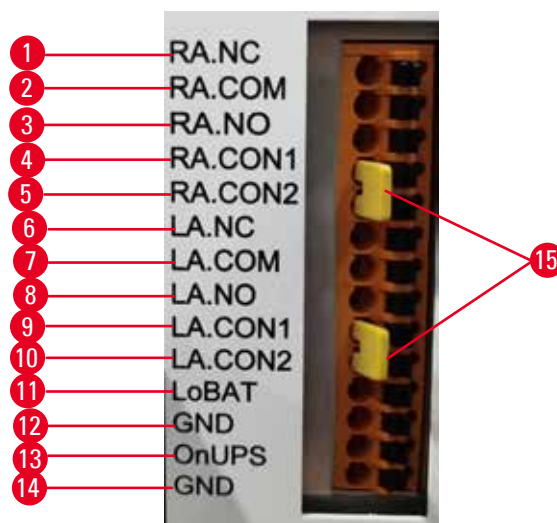 1 RA.NC
2 RA.COM
3 RA.NO
4 RA.CON1
5 RA.CON2
6 LA.NC
7 LA.COM
8 LA.NO
9 LA.CON1
10 LA.CON2
11 LoBAT
12 GND
13 OnUPS
14 GND
15